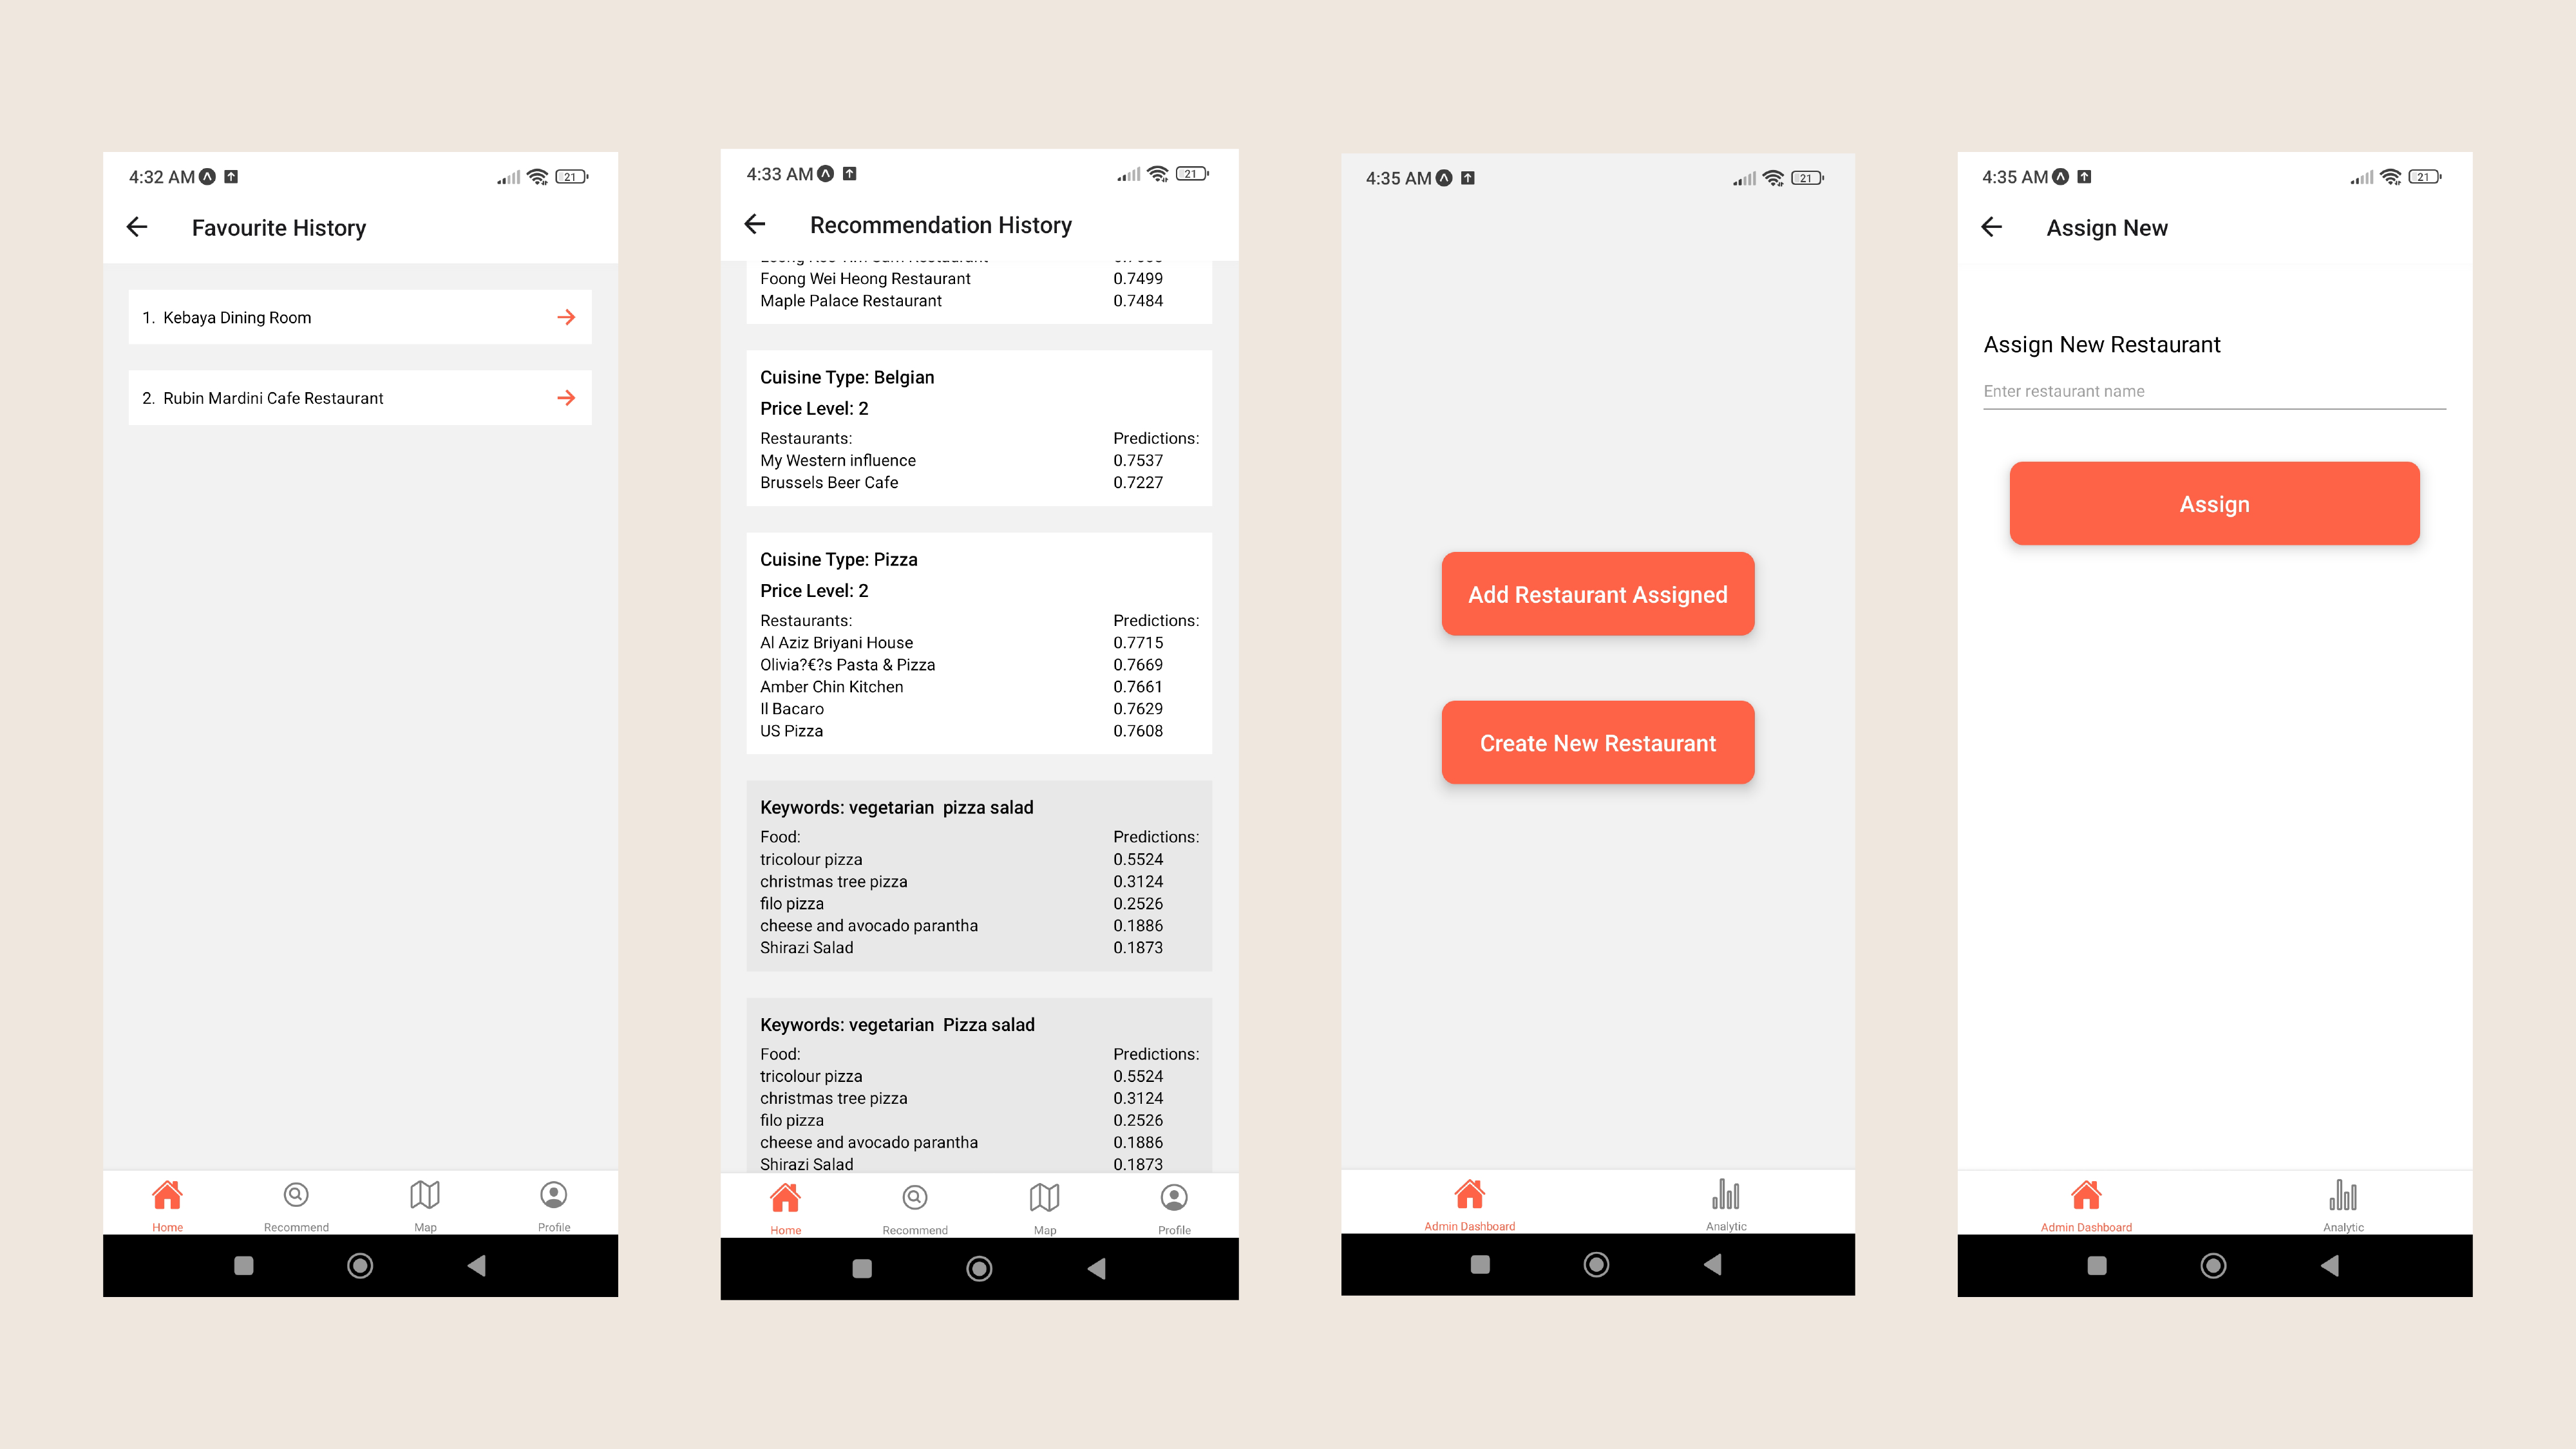 4:32 AM
21
Favourite History
1. Kebaya Dining Room
2. Rubin Mardini Cafe Restaurant
Home
Recommend
Map
Profile
4:33 AM
21
Recommendation History
Foong Wei Heong Restaurant 0.7499
Maple Palace Restaurant 0.7484
Cuisine Type: Belgian
Price Level: 2
Restaurants: Predictions:
My Western influence 0.7537
Brussels Beer Cafe 0.7227
Cuisine Type: Pizza
Price Level: 2
Restaurants: Predictions:
Al Aziz Briyani House 0.7715
Olivia?€?s Pasta & Pizza 0.7669
Amber Chin Kitchen 0.7661
Il Bacaro 0.7629
US Pizza 0.7608
Keywords: vegetarian  pizza salad
Food: Predictions:
tricolour pizza 0.5524
christmas tree pizza 0.3124
filo pizza 0.2526
cheese and avocado parantha 0.1886
Shirazi Salad 0.1873
Keywords: vegetarian  Pizza salad
Food: Predictions:
tricolour pizza 0.5524
christmas tree pizza 0.3124
filo pizza 0.2526
cheese and avocado parantha 0.1886
Shirazi Salad 0.1873
Home
Recommend
Map
Profile
4:35 AM
21
Add Restaurant Assigned
Create New Restaurant
Admin Dashboard
Analytic
4:35 AM
21
Assign New
Assign New Restaurant
Enter restaurant name
Assign
Admin Dashboard
Analytic